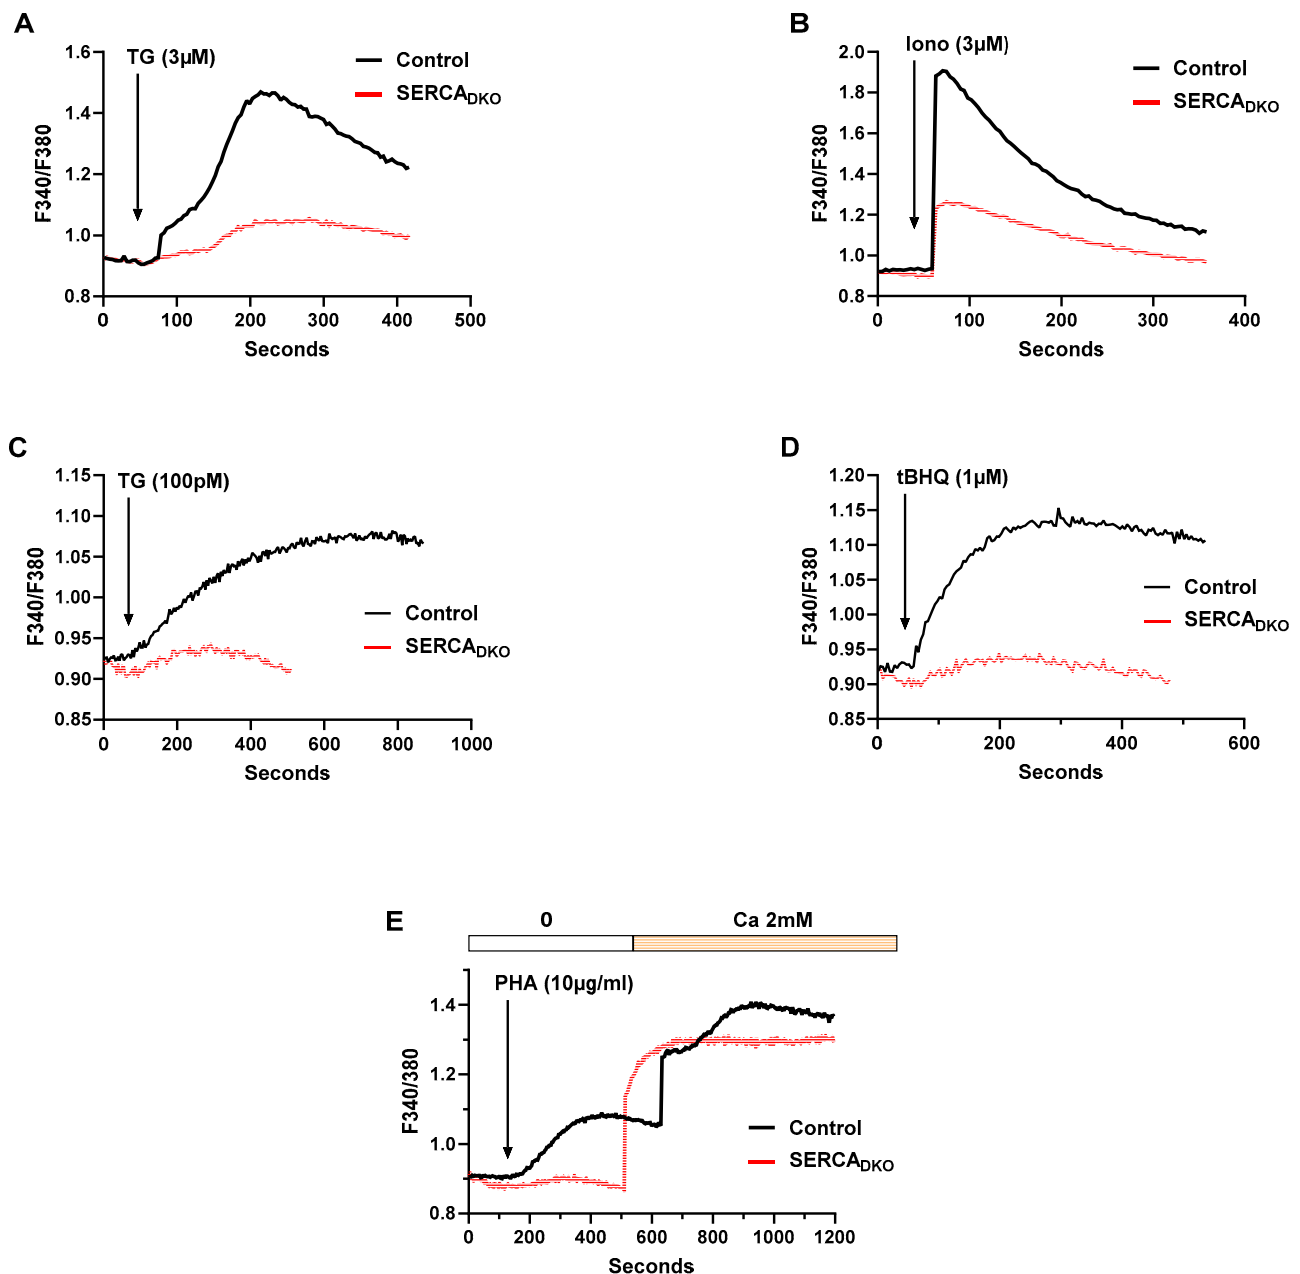 A
TG (3µM)
Control
SERCADKO
1.6
1.4
1.2
1.0
0.8
F340/F380
0 100 200 300 400 500
Seconds
B
Iono (3µM)
Control
SERCADKO
2.0
1.8
1.6
1.4
1.2
1.0
0.8
F340/F380
0 100 200 300 400
Seconds
C
TG (100pM)
1.15
1.10
1.05
1.00
0.95
0.90
0.85
F340/F380
Control
SERCADKO
0 200 400 600 800 1000
Seconds
D
tBHQ (1µM)
1.20
1.15
1.10
1.05
1.00
0.95
0.90
0.85
F340/F380
Control
SERCADKO
0 200 400 600
Seconds
E
0 Ca 2mM
PHA (10µg/ml)
1.4
1.2
1.0
0.8
F340/380
Control
SERCADKO
0 200 400 600 800 1000 1200
Seconds